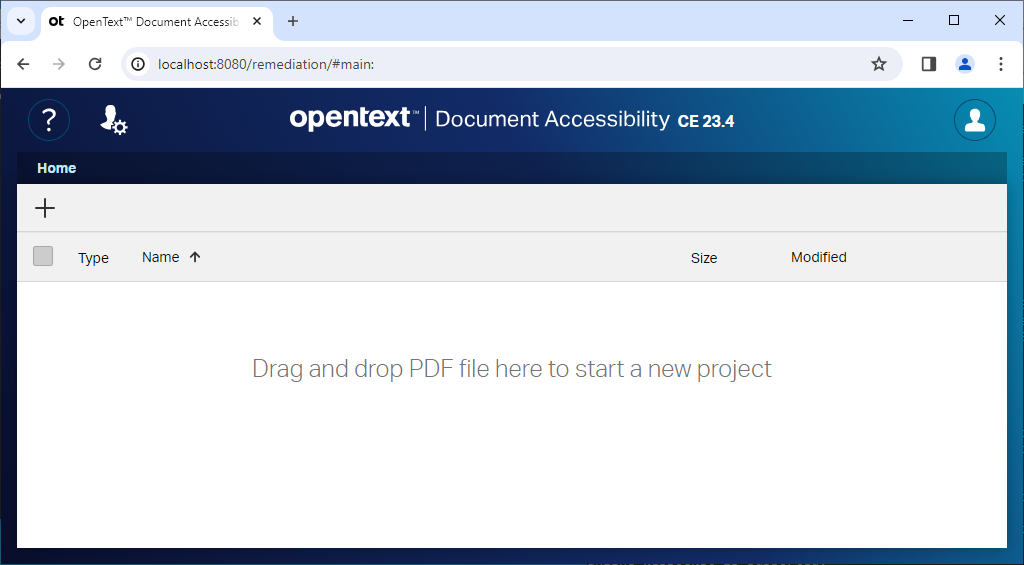 ot OpenText™ Document Accessib
localhost:8080/remediation/#main:
?
opentext™ | Document Accessibility CE 23.4
Home
Type Name Size Modified
Drag and drop PDF file here to start a new project